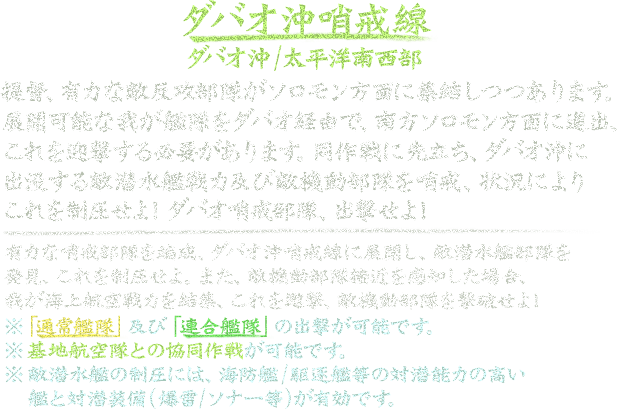 ダバオ沖哨戒線
ダバオ沖/太平洋南西部
提督、有力な敵反攻部隊がソロモン方面に集結しつつあります。
展開可能な我が艦隊をダバオ経由で、南方ソロモン方面に進出、
これを迎撃する必要があります。同作戦に先立ち、ダバオ沖に
出没する敵潜水艦戦力及び敵機動部隊を哨戒、状況により
これを制圧せよ! ダバオ哨戒部隊、出撃せよ!
有力な哨戒部隊を編成、ダバオ沖哨戒線に展開し、敵潜水艦部隊を
発見、これを制圧せよ。また、敵機動部隊接近を感知した場合、
我が海上航空戦力を結集、これを迎撃、敵機動部隊を撃破せよ!
※「通常艦隊」及び「連合艦隊」の出撃が可能です。
※基地航空隊との協同作戦が可能です。
※敵潜水艦の制圧には、海防艦/駆逐艦等の対潜能力の高い
艦と対潜装備(爆雷/ソナー等)が有効です。